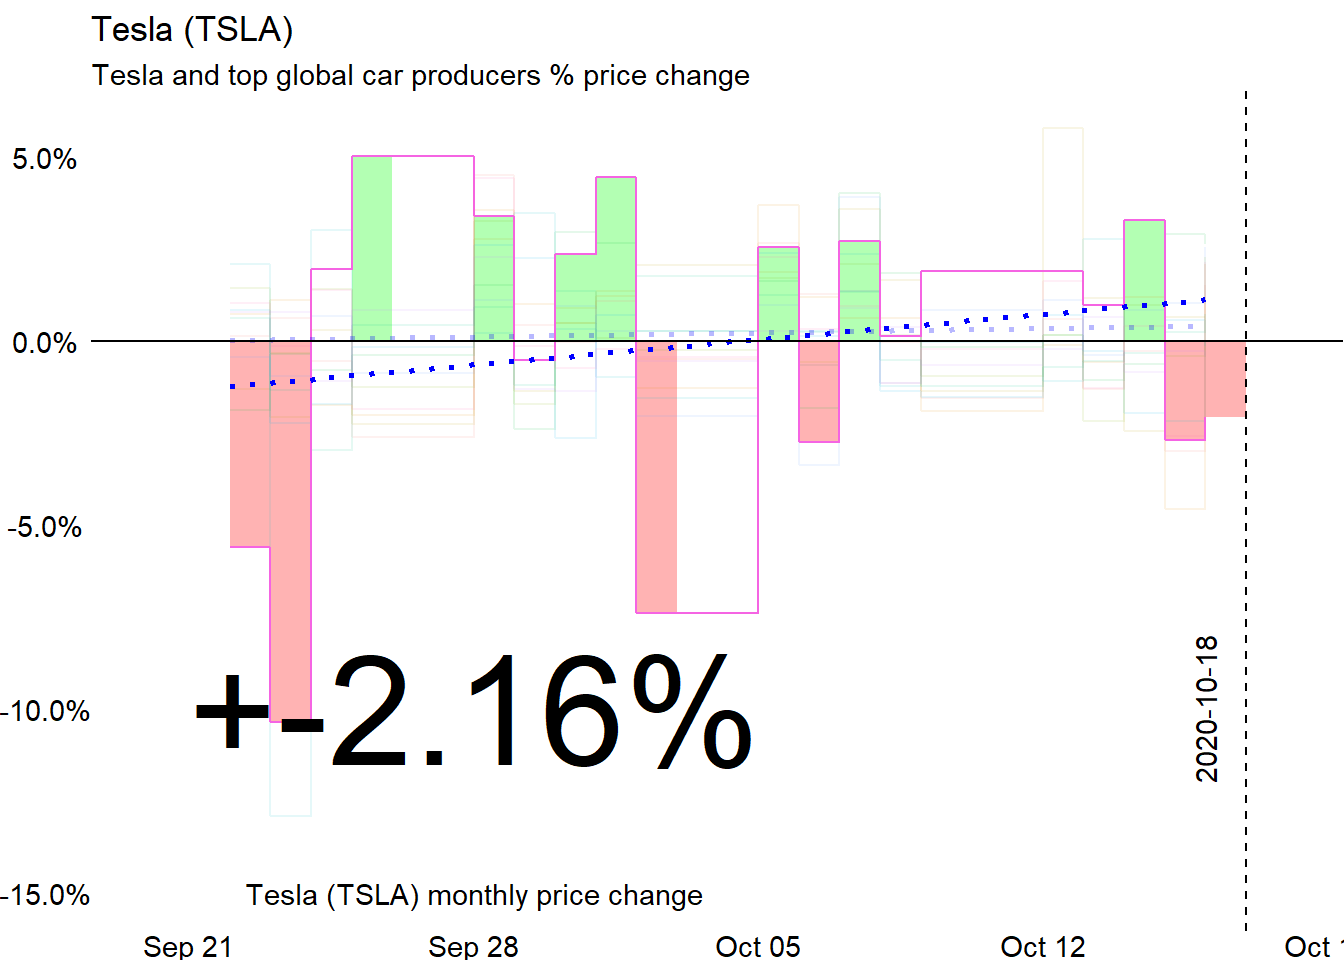 Tesla (TSLA)
Tesla and top global car producers % price change
5.0%
0.0%
-5.0%
-10.0%
-15.0%
+-2.16%
2020-10-18
Tesla (TSLA) monthly price change
Sep 21
Sep 28
Oct 05
Oct 12
Oct 1